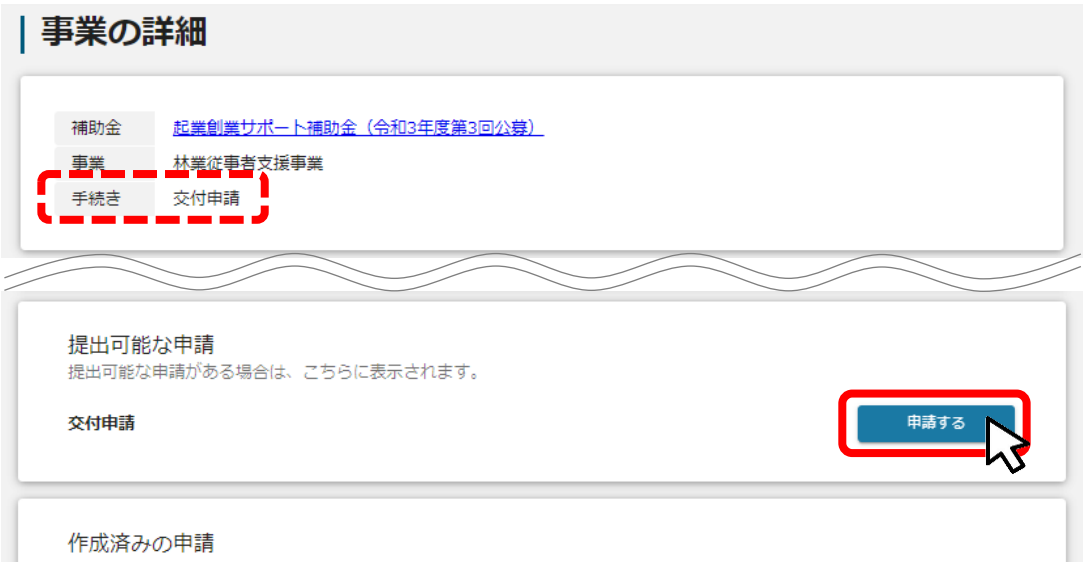 事業の詳細
補助金 起業創業サポート補助金（令和3年度第3回公募）
事業 林業従事者支援事業
手続き 交付申請
提出可能な申請
提出可能な申請がある場合は、こちらに表示されます。
交付申請 申請する
作成済みの申請